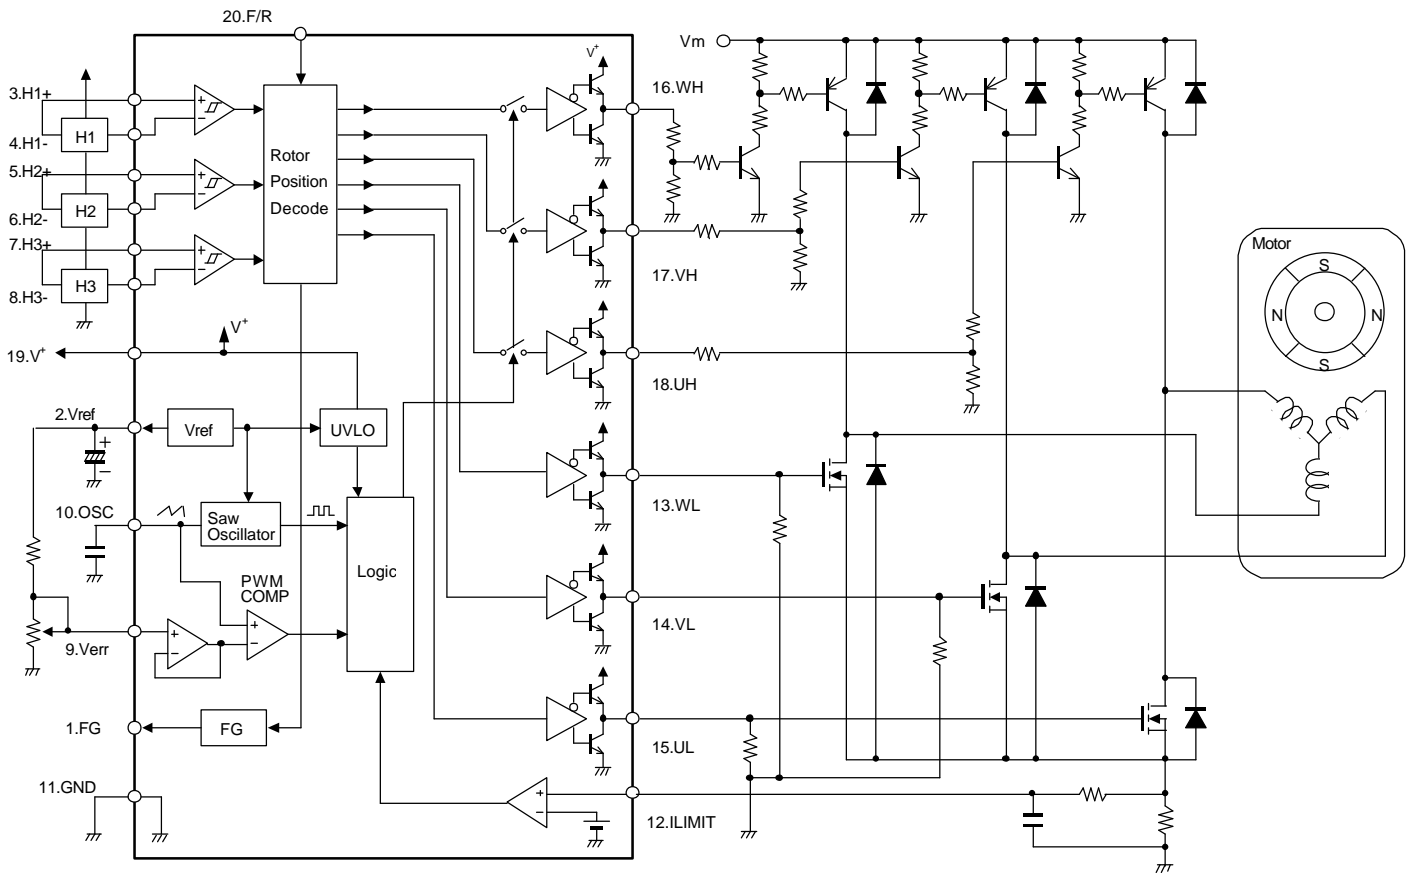 20.F/R
V+
Vm
16.WH
3.H1+
H1
4.H1-
+
−
5.H2+
H2
6.H2-
+
−
7.H3+
H3
8.H3-
+
−
Rotor
Position
Decode
17.VH
Motor
S
N
N
S
19.V+
V+
18.UH
2.Vref
+
−
Vref
UVLO
13.WL
10.OSC
Saw
Oscillator
Logic
PWM
COMP
+
−
14.VL
9.Verr
+
−
1.FG
FG
15.UL
11.GND
+
−
12.ILIMIT